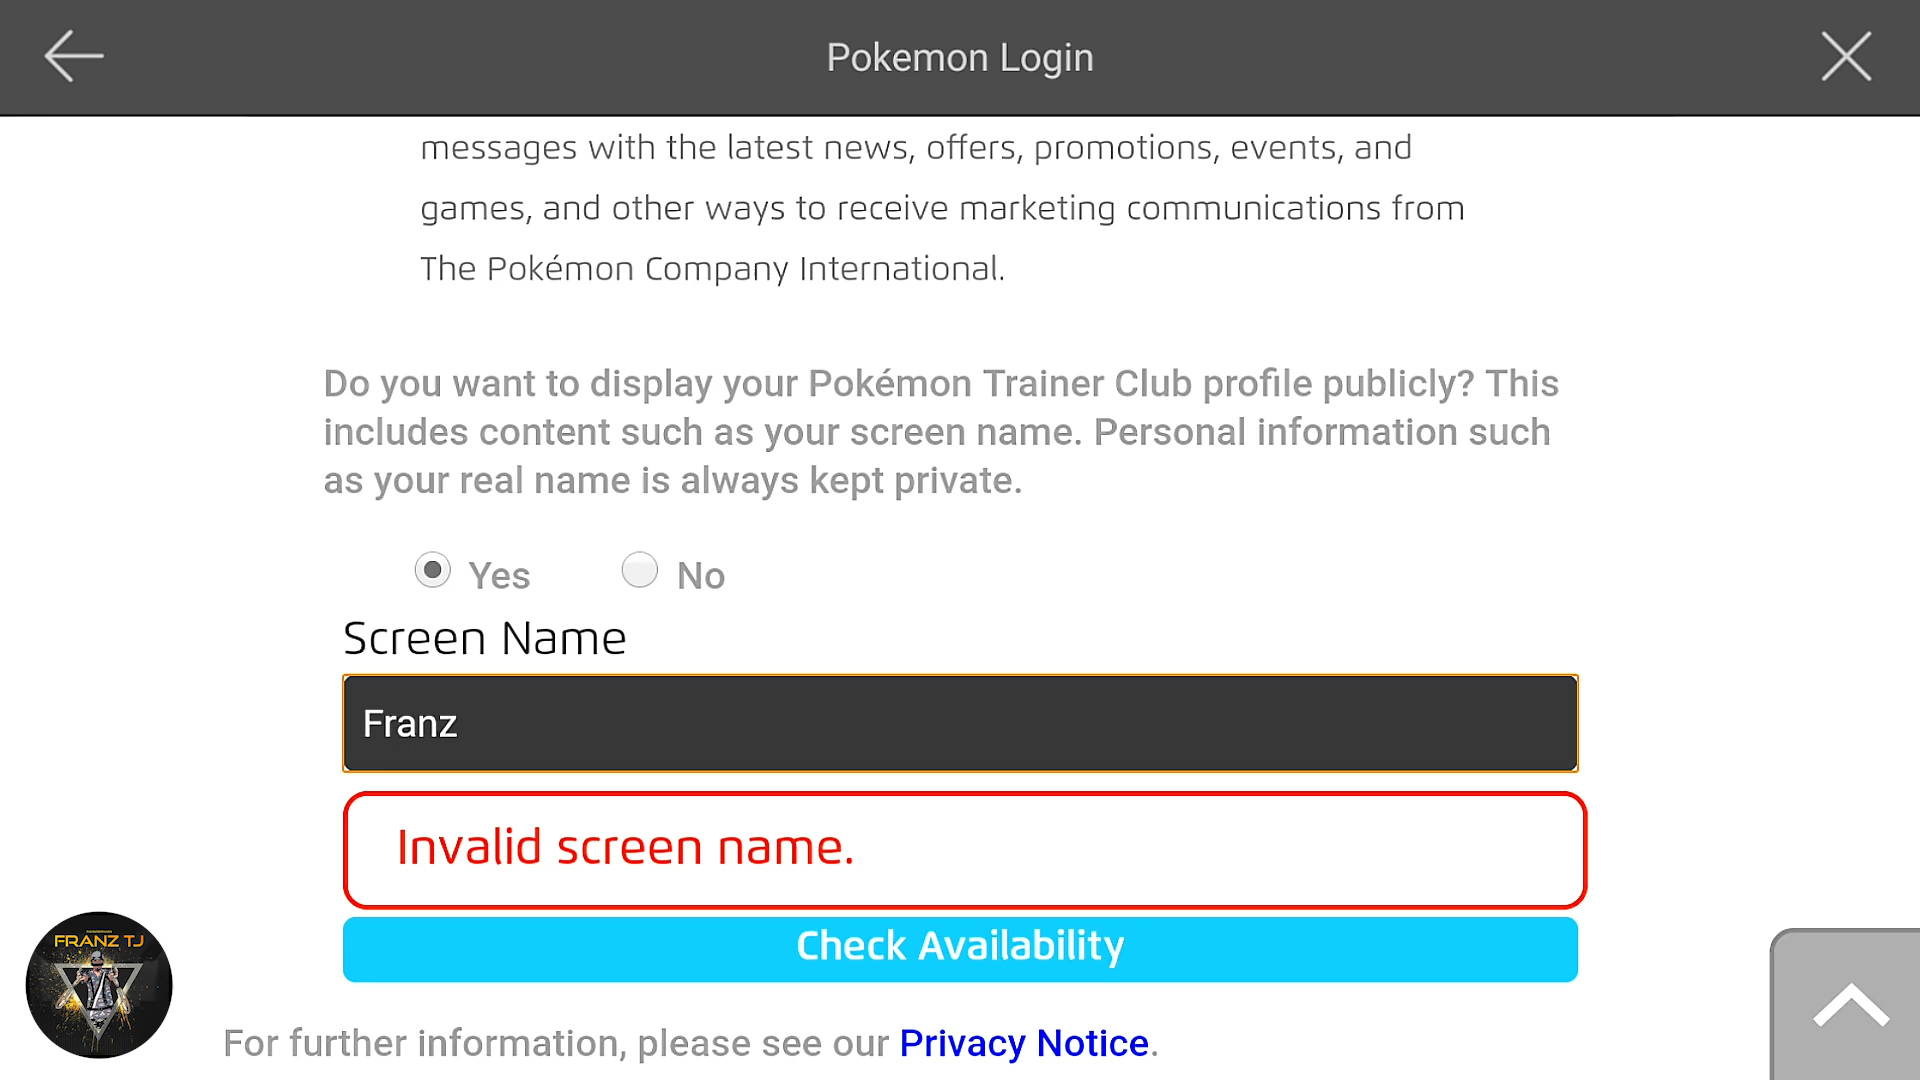 Pokemon Login
messages with the latest news, offers, promotions, events, and
games, and other ways to receive marketing communications from
The Pokémon Company International.
Do you want to display your Pokémon Trainer Club profile publicly? This
includes content such as your screen name. Personal information such
as your real name is always kept private.
Yes No
Screen Name
Franz
Invalid screen name.
Check Availability
FRANZ TJ
For further information, please see our Privacy Notice.